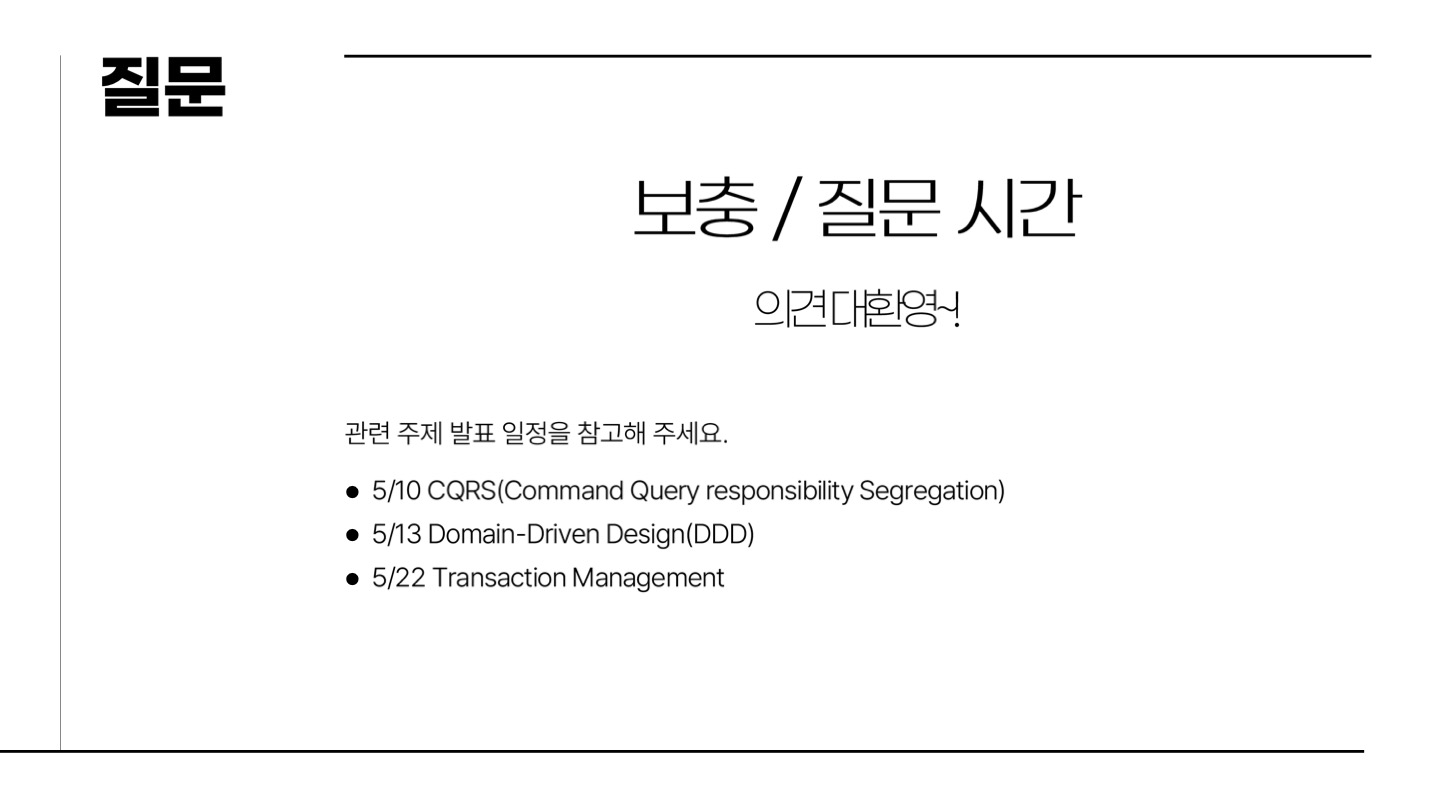 질문
보충 / 질문 시간
의견 대환영~!
관련 주제 발표 일정을 참고해 주세요.
● 5/10 CQRS(Command Query responsibility Segregation)
● 5/13 Domain-Driven Design(DDD)
● 5/22 Transaction Management